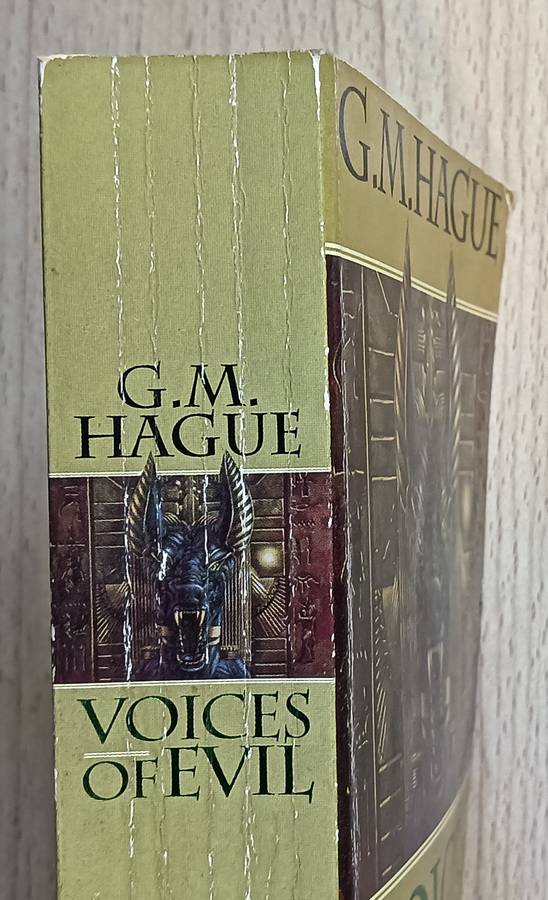 G.M.
HAGUE
VOICES
OF EVIL
G.M.HAGUE